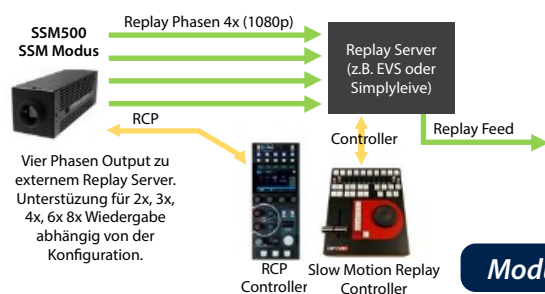 SSM500
SSM Modus
Replay Phasen 4x (1080p)
Replay Server
(z.B. EVS oder
Simplyleive)
RCP
Controller
Replay Feed
Vier Phasen Output zu
externem Replay Server.
Unterstüzung für 2x, 3x,
4x, 6x 8x Wiedergabe
abhängig von der
Konfiguration.
RCP
Controller
Slow Motion Replay
Controller
Modu